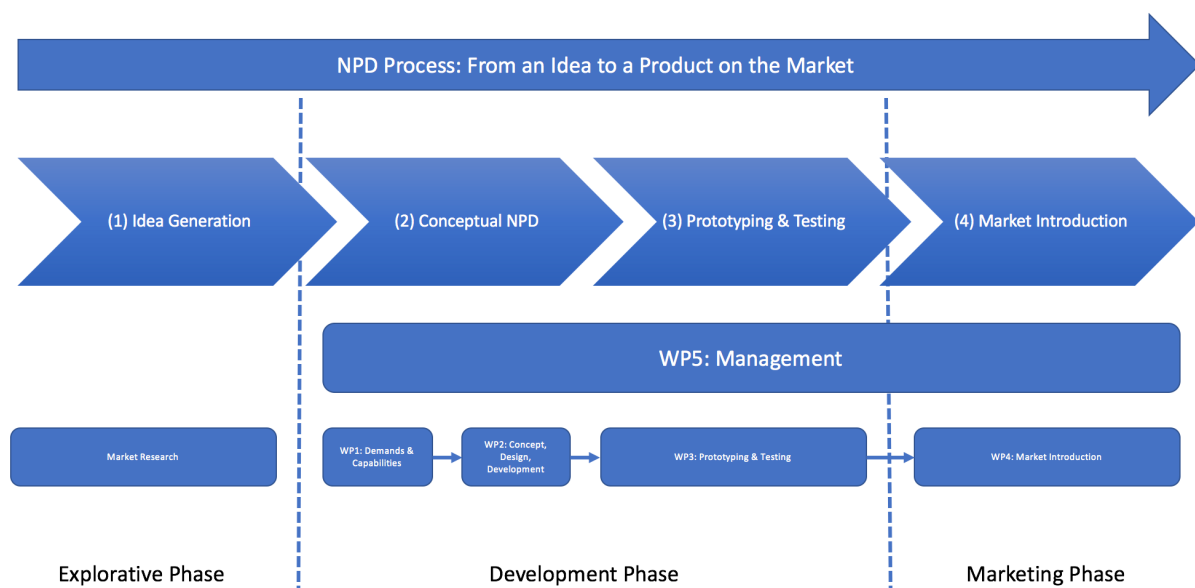 NPD Process: From an Idea to a Product on the Market
(1) Idea Generation
(2) Conceptual NPD
(3) Prototyping & Testing
(4) Market Introduction
WP5: Management
Market Research
WP1: Demands &
Capabilities
WP2: Concept,
Design,
Development
WP3: Prototyping & Testing
WP4: Market Introduction
Explorative Phase
Development Phase
Marketing Phase